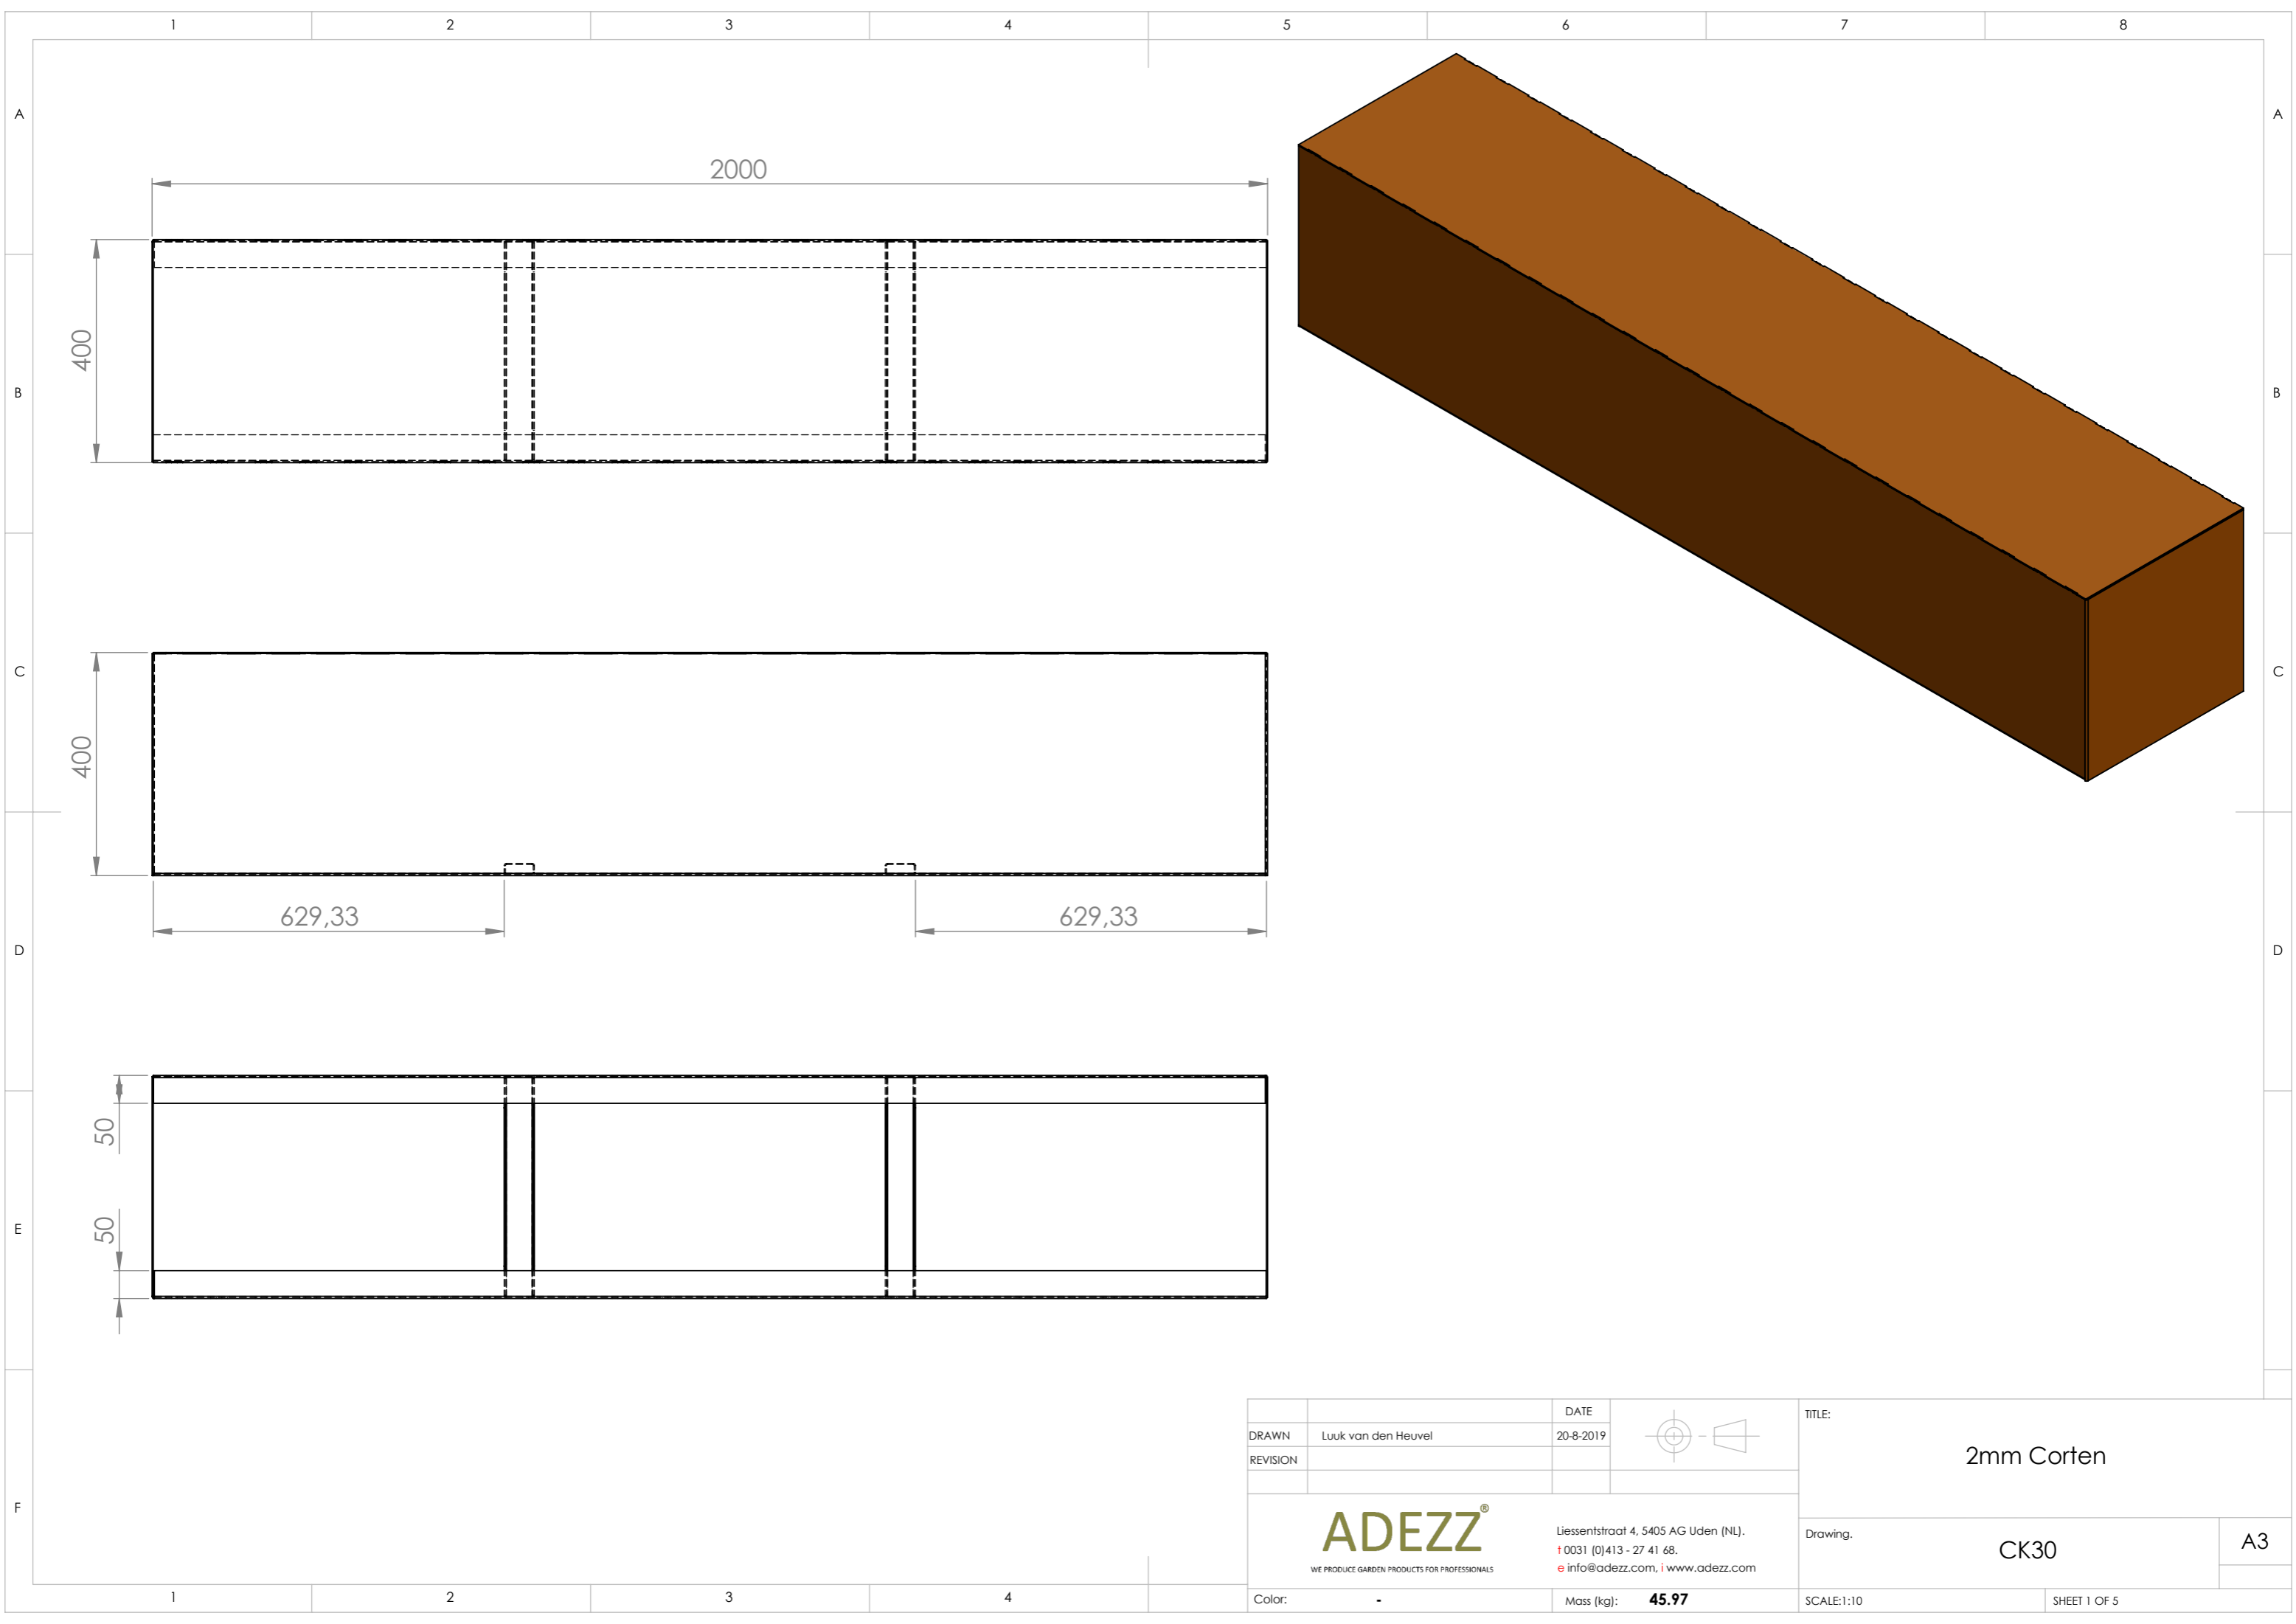 1 2 3 4 5 6 7 8
A A
2000
400
B B
C C
400
629,33 629,33
D D
50
E
50
F
DATE
DRAWN Luuk van den Heuvel 20-8-2019
REVISION
TITLE:
2mm Corten
ADEZZ®
WE PRODUCE GARDEN PRODUCTS FOR PROFESSIONALS
Liessentstraat 4, 5405 AG Uden (NL).
t 0031 (0)413 - 27 41 68.
e info@adezz.com, i www.adezz.com
Drawing.
CK30
A3
Color: -
Mass (kg): 45.97
SCALE:1:10
SHEET 1 OF 5
1 2 3 4